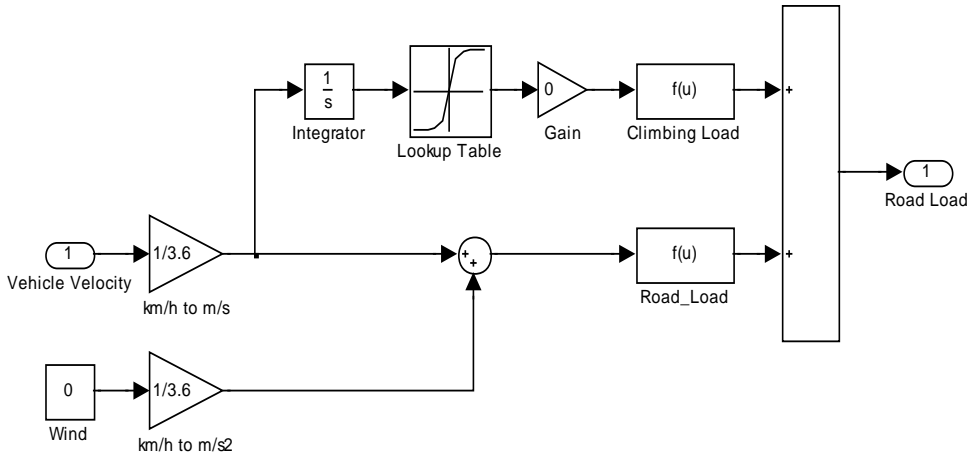 1
s
Integrator
Lookup Table
0
Gain
f(u)
Climbing Load
+
+
1
Road Load
1
Vehicle Velocity
1/3.6
km/h to m/s
+
+
f(u)
Road_Load
0
Wind
1/3.6
km/h to m/s2